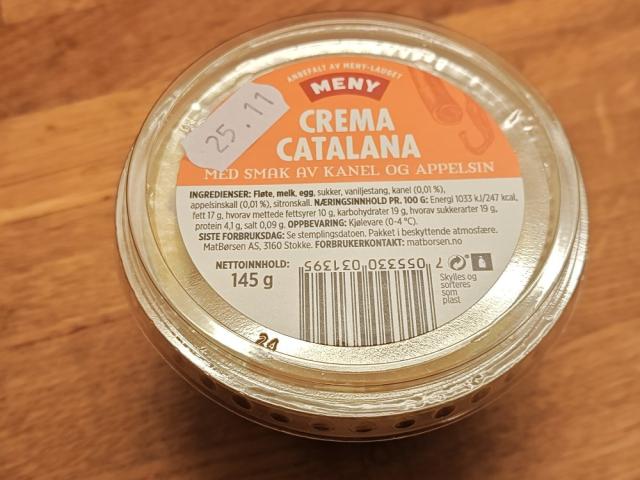 ANBEFALT AV MENY-LAUGET
MENY
25.11
CREMA
CATALANA
MED SMAK AV KANEL OG APPELSIN
INGREDIENSER: Fløte, melk, egg, sukker, vaniljestang, kanel (0,01 %),
appelsinskall (0,01 %), sitronskall. NÆRINGSINNHOLD PR. 100 G: Energi 1033 kJ/247 kcal,
fett 17 g, hvorav mettede fettsyrer 10 g, karbohydrater 19 g, hvorav sukkerarter 19 g,
protein 4,1 g, salt 0,09 g. OPPBEVARING: Kjølevare (0-4 °C).
SISTE FORBRUKSDAG: Se stemplingsdatoen. Pakket i beskyttende atmosfære.
MatBørsen AS, 3160 Stokke. FORBRUKERKONTAKT: matborsen.no
NETTOINNHOLD:
145 g
7 055330 031395
Skylles og
sorteres
som
plast
24